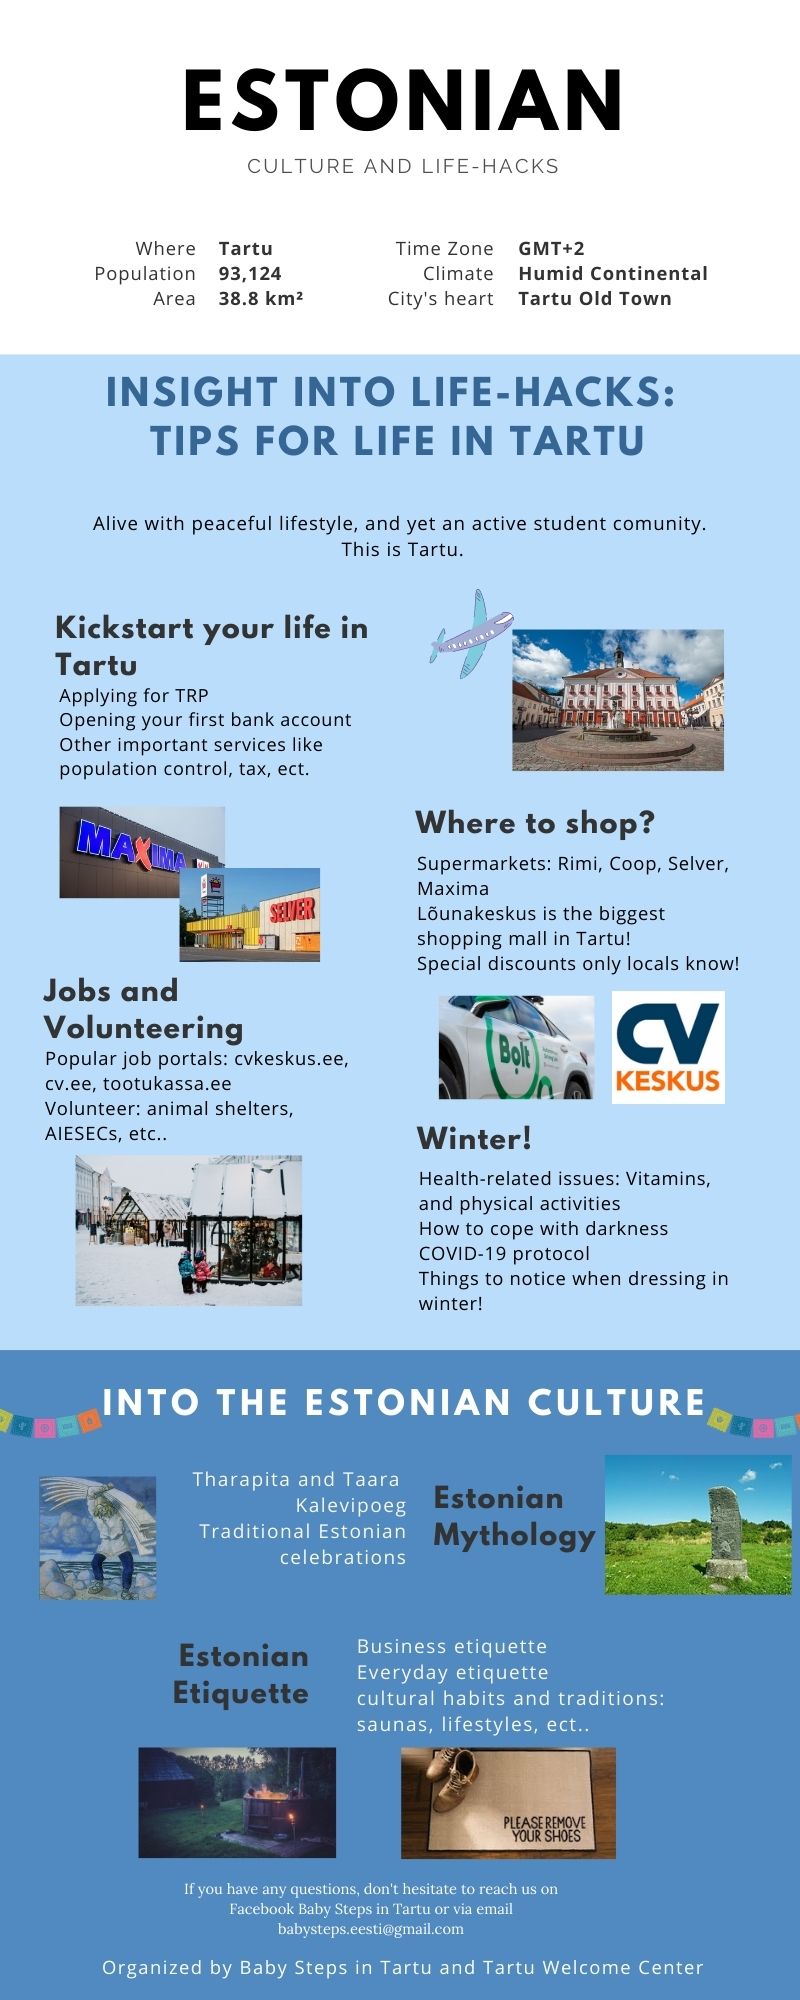 ESTONIAN
CULTURE AND LIFE-HACKS
Where Tartu
Population 93,124
Area 38.8 km²
Time Zone GMT+2
Climate Humid Continental
City's heart Tartu Old Town
INSIGHT INTO LIFE-HACKS:
TIPS FOR LIFE IN TARTU
Alive with peaceful lifestyle, and yet an active student comunity.
This is Tartu.
Kickstart your life in
Tartu
Applying for TRP
Opening your first bank account
Other important services like
population control, tax, ect.
MAXIMA
SELVER
Where to shop?
Supermarkets: Rimi, Coop, Selver,
Maxima
Lõunakeskus is the biggest
shopping mall in Tartu!
Special discounts only locals know!
Jobs and
Volunteering
Popular job portals: cvkeskus.ee,
cv.ee, tootukassa.ee
Volunteer: animal shelters,
AIESECs, etc..
Bolt
CV
KESKUS
Winter!
Health-related issues: Vitamins,
and physical activities
How to cope with darkness
COVID-19 protocol
Things to notice when dressing in
winter!
INTO THE ESTONIAN CULTURE
Tharapita and Taara
Kalevipoeg
Traditional Estonian
celebrations
Estonian
Mythology
Estonian
Etiquette
Business etiquette
Everyday etiquette
cultural habits and traditions:
saunas, lifestyles, ect..
PLEASE REMOVE
YOUR SHOES
If you have any questions, don't hesitate to reach us on
Facebook Baby Steps in Tartu or via email
babysteps.eesti@gmail.com
Organized by Baby Steps in Tartu and Tartu Welcome Center